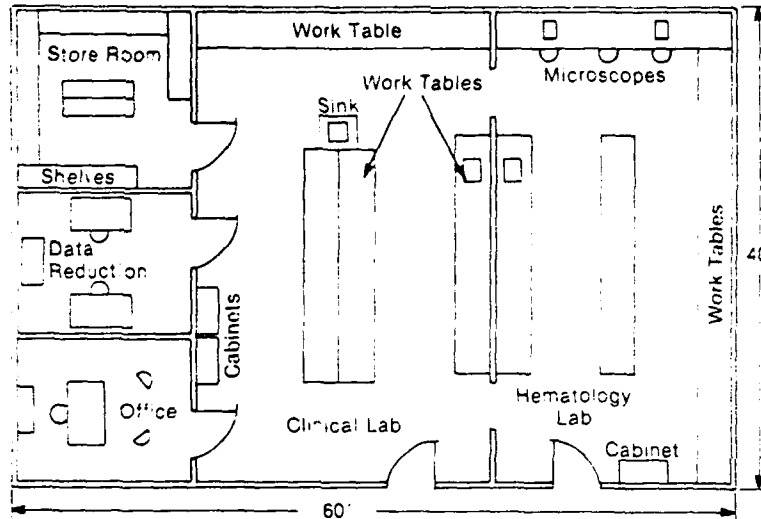 Work Table
Store Room
Microscopes
Work Tables
Sink
Shelves
Data
Reduction
Work Tables
Cabinets
Office
Clinical Lab
Hematology
Lab
Cabinet
60'